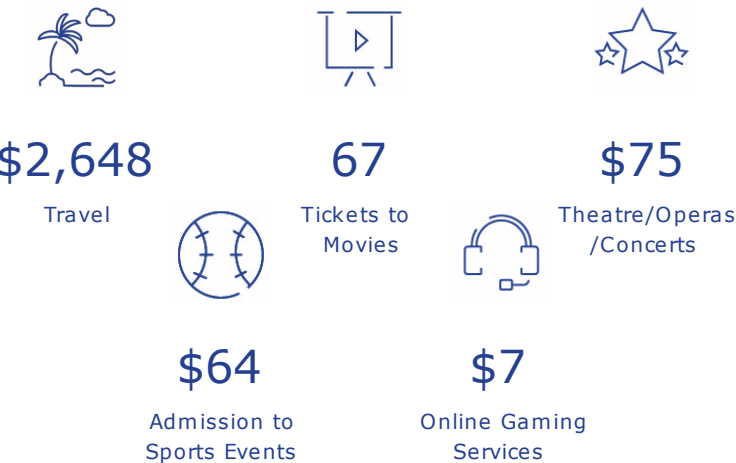 $2,648
Travel
67
Tickets to
Movies
$75
Theatre/Operas
/Concerts
$64
Admission to
Sports Events
$7
Online Gaming
Services